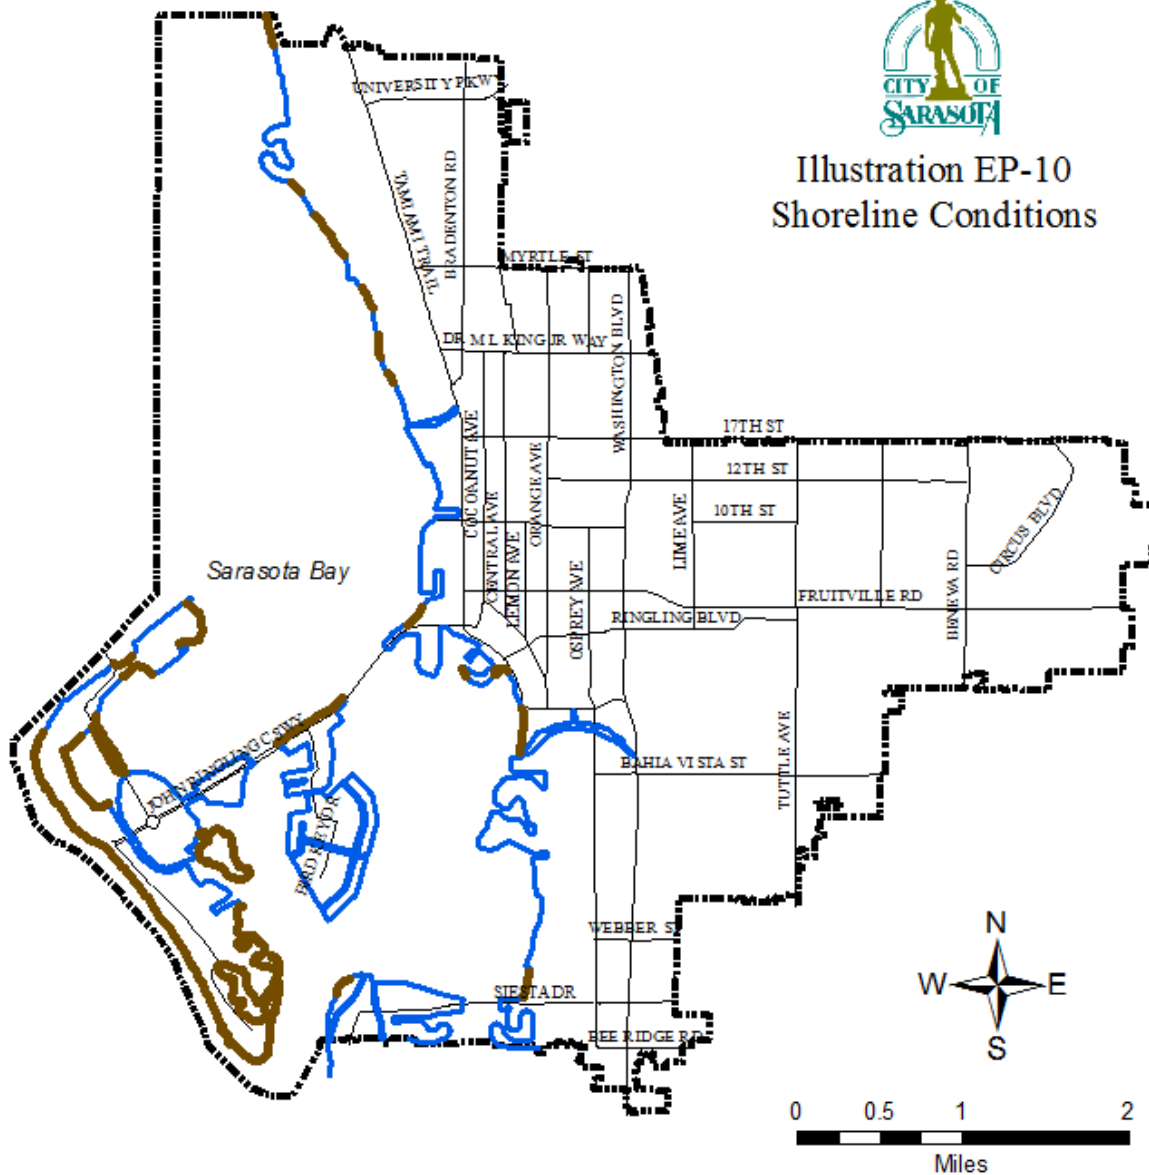 CITY OF
SARASOTA
Illustration EP-10
Shoreline Conditions
UNIVERSITY PKWY
TAMIAMI TRAIL
BRADENTON RD
MYRTLE ST
DR M L KING JR WAY
WASHINGTON BLVD
17TH ST
12TH ST
10TH ST
COCOANUT AVE
CENTRAL AVE
LEMON AVE
ORANGE AVE
OSPREY AVE
LIME AVE
CIRCUS BLVD
BENEVA RD
Sarasota Bay
FRUITVILLE RD
RINGLING BLVD
TUTTLE AVE
JOHN RINGLING CSWY
BAHIA VISTA ST
BIRD KEY DR
WEBBER S
SIESTA DR
BEE RIDGE RD
N
W
E
S
0 0.5 1 2
Miles